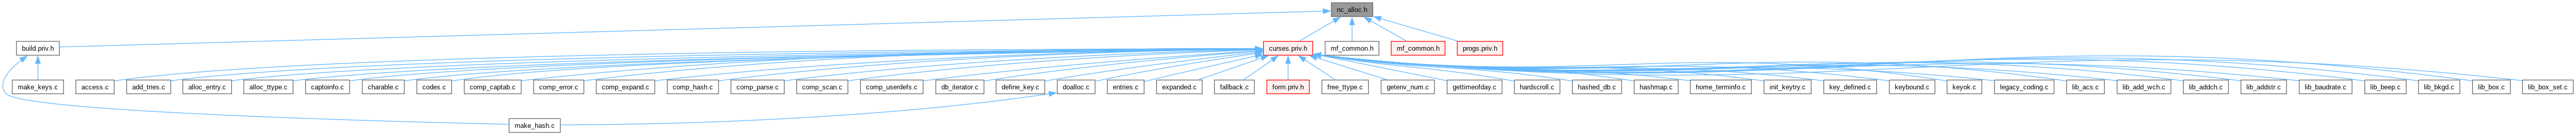 nc_alloc.h
build.priv.h
curses.priv.h
mf_common.h
mf_common.h
progs.priv.h
make_keys.c
access.c
add_tries.c
alloc_entry.c
alloc_ttype.c
captoinfo.c
charable.c
codes.c
comp_captab.c
comp_error.c
comp_expand.c
comp_hash.c
comp_parse.c
comp_scan.c
comp_userdefs.c
db_iterator.c
define_key.c
doalloc.c
entries.c
expanded.c
fallback.c
form.priv.h
free_ttype.c
getenv_num.c
gettimeofday.c
hardscroll.c
hashed_db.c
hashmap.c
home_terminfo.c
init_keytry.c
key_defined.c
keybound.c
keyok.c
legacy_coding.c
lib_acs.c
lib_add_wch.c
lib_addch.c
lib_addstr.c
lib_baudrate.c
lib_beep.c
lib_bkgd.c
lib_box.c
lib_box_set.c
make_hash.c